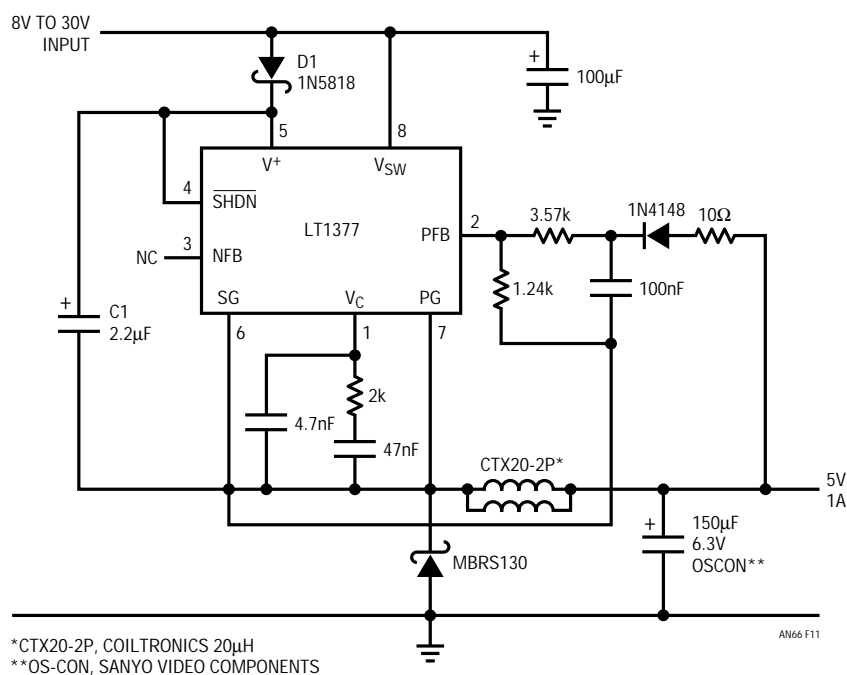 8V TO 30V
INPUT
D1
1N5818
+
100µF
5
8
V+
VSW
4
SHDN
LT1377
PFB
2
3.57k
1N4148
10Ω
NC
3
NFB
1.24k
100nF
+
C1
2.2µF
SG
VC
PG
6
1
7
2k
4.7nF
47nF
CTX20-2P*
5V
1A
+
150µF
6.3V
OSCON**
MBRS130
*CTX20-2P, COILTRONICS 20µH
**OS-CON, SANYO VIDEO COMPONENTS
AN66 F11